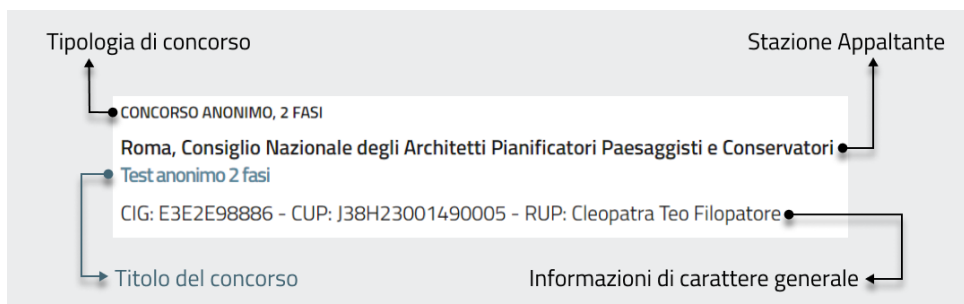 Tipologia di concorso
Stazione Appaltante
CONCORSO ANONIMO, 2 FASI
Roma, Consiglio Nazionale degli Architetti Pianificatori Paesaggisti e Conservatori
Test anonimo 2 fasi
CIG: E3E2E98886 - CUP: J38H23001490005 - RUP: Cleopatra Teo Filopatore
Titolo del concorso
Informazioni di carattere generale